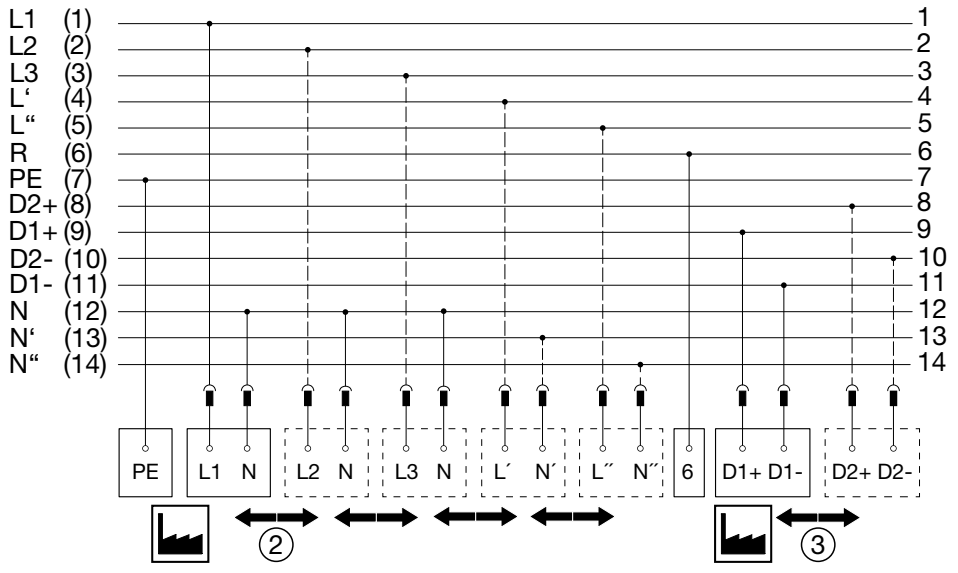 L1 (1) 1
L2 (2) 2
L3 (3) 3
L‘ (4) 4
L“ (5) 5
R (6) 6
PE (7) 7
D2+ (8) 8
D1+ (9) 9
D2- (10) 10
D1- (11) 11
N (12) 12
N‘ (13) 13
N“ (14) 14
PE L1 N L2 N L3 N L´ N´ L´´ N´´ 6 D1+ D1- D2+ D2-
2 3